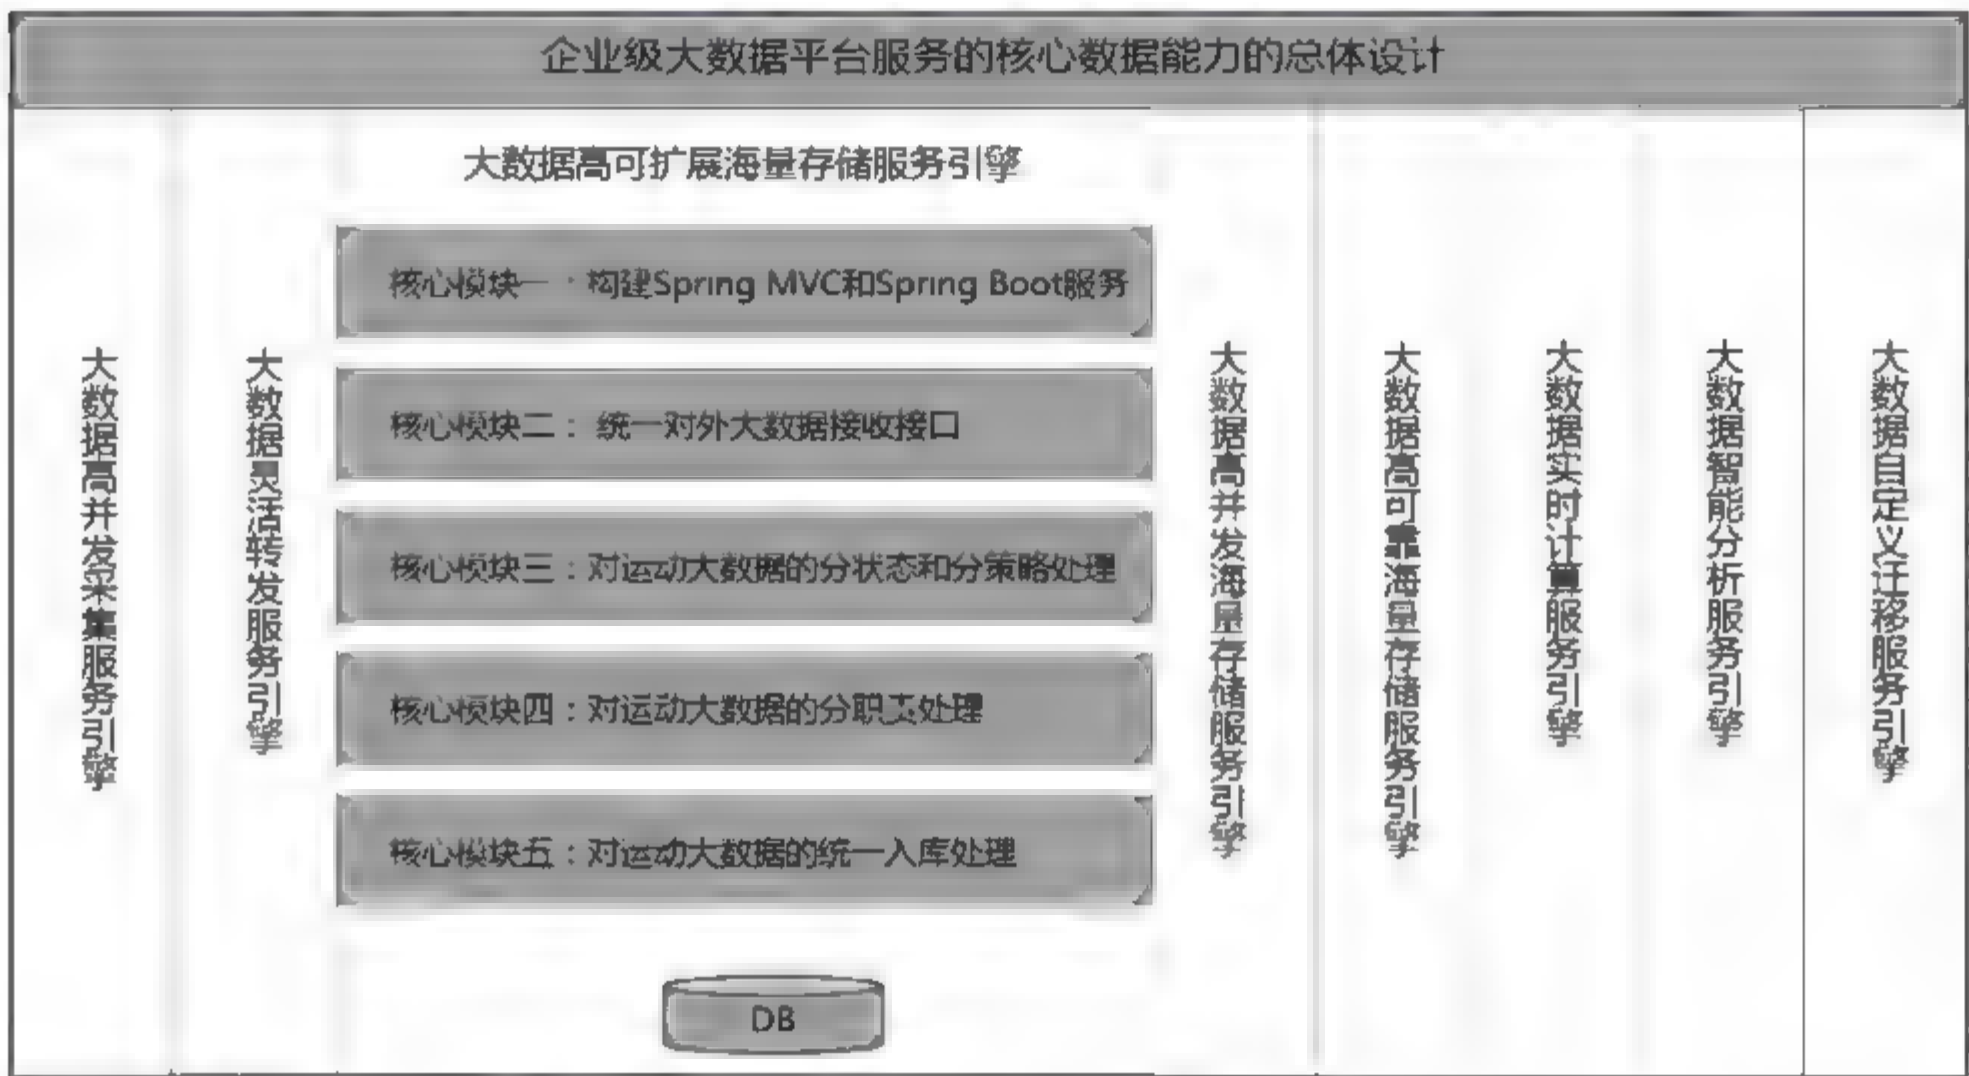 企业级大数据平台服务的核心数据能力的总体设计
大数据高并发采集服务引擎
大数据灵活转发服务引擎
大数据高可扩展海量存储服务引擎
核心模块一：构建Spring MVC和Spring Boot服务
核心模块二：统一对外大数据接收接口
核心模块三：对运动大数据的分状态和分策略处理
核心模块四：对运动大数据的分职责处理
核心模块五：对运动大数据的统一入库处理
DB
大数据高并发海量存储服务引擎
大数据高可靠海量存储服务引擎
大数据实时计算服务引擎
大数据智能分析服务引擎
大数据自定义迁移服务引擎